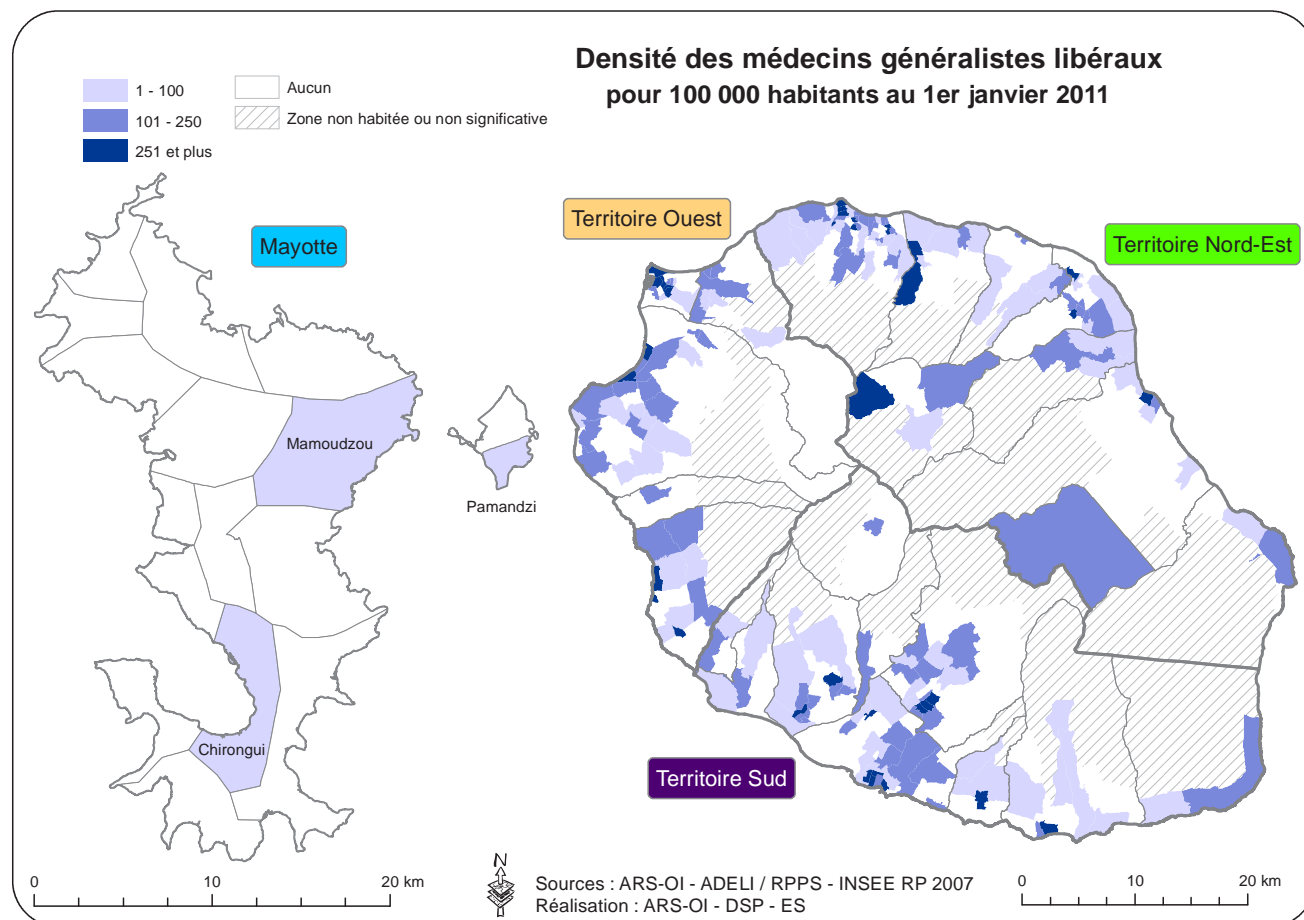 Densité des médecins généralistes libéraux
pour 100 000 habitants au 1er janvier 2011
1 - 100
101 - 250
251 et plus
Aucun
Zone non habitée ou non significative
Mayotte
Territoire Ouest
Territoire Nord-Est
Mamoudzou
Pamandzi
Chirongui
Territoire Sud
0 10 20 km
N
Sources : ARS-OI - ADELI / RPPS - INSEE RP 2007
Réalisation : ARS-OI - DSP - ES
0 10 20 km